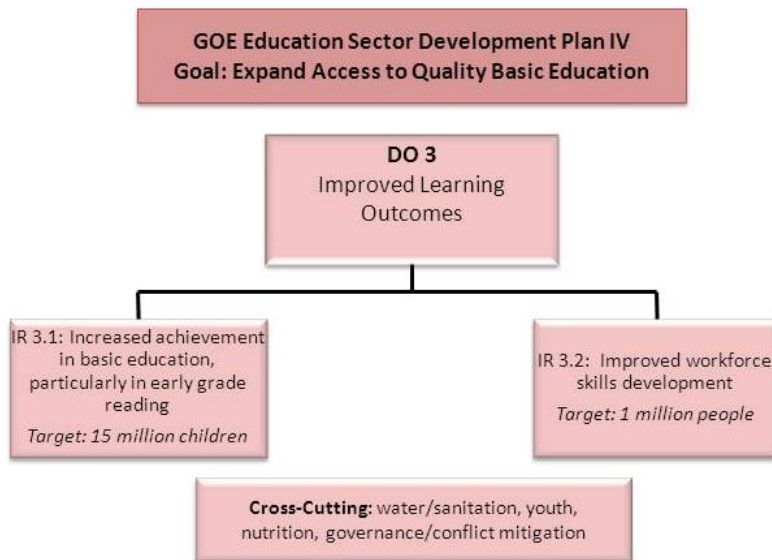 GOE Education Sector Development Plan IV
Goal: Expand Access to Quality Basic Education
DO 3
Improved Learning
Outcomes
IR 3.1: Increased achievement
in basic education,
particularly in early grade
reading
Target: 15 million children
IR 3.2: Improved workforce
skills development
Target: 1 million people
Cross-Cutting: water/sanitation, youth,
nutrition, governance/conflict mitigation